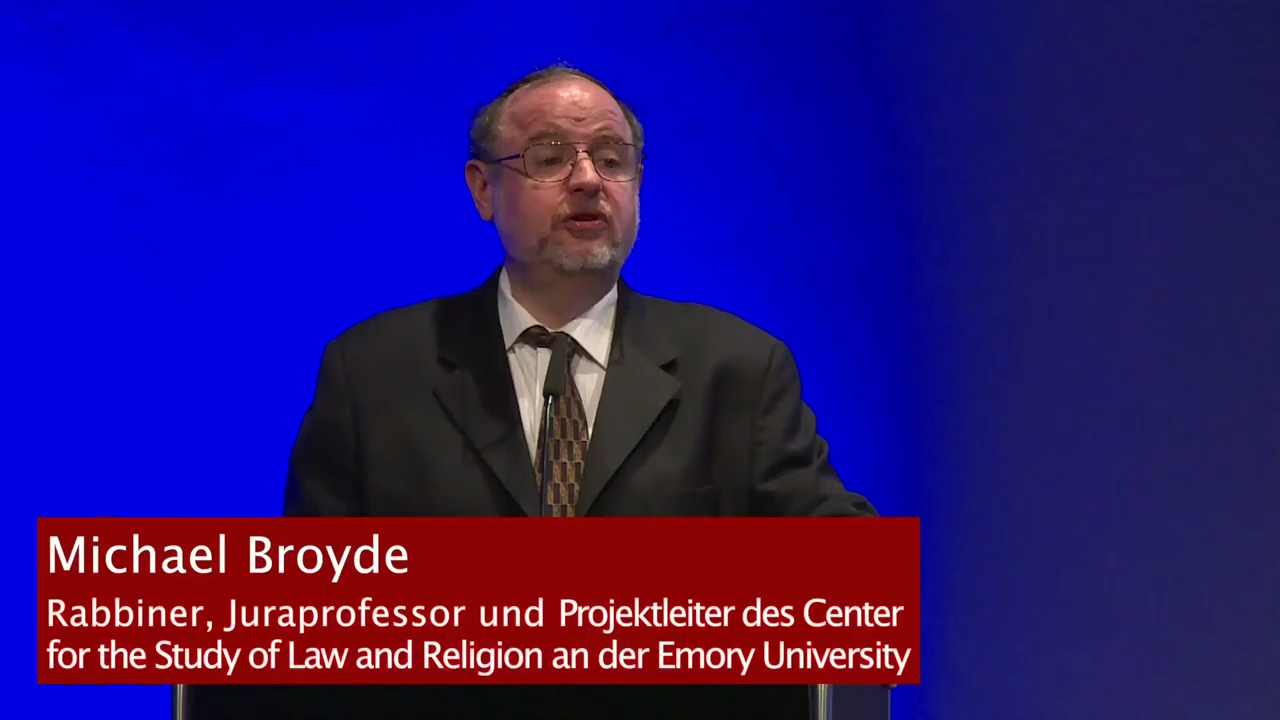 Michael Broyde
Rabbiner, Juraprofessor und Projektleiter des Center
for the Study of Law and Religion an der Emory University